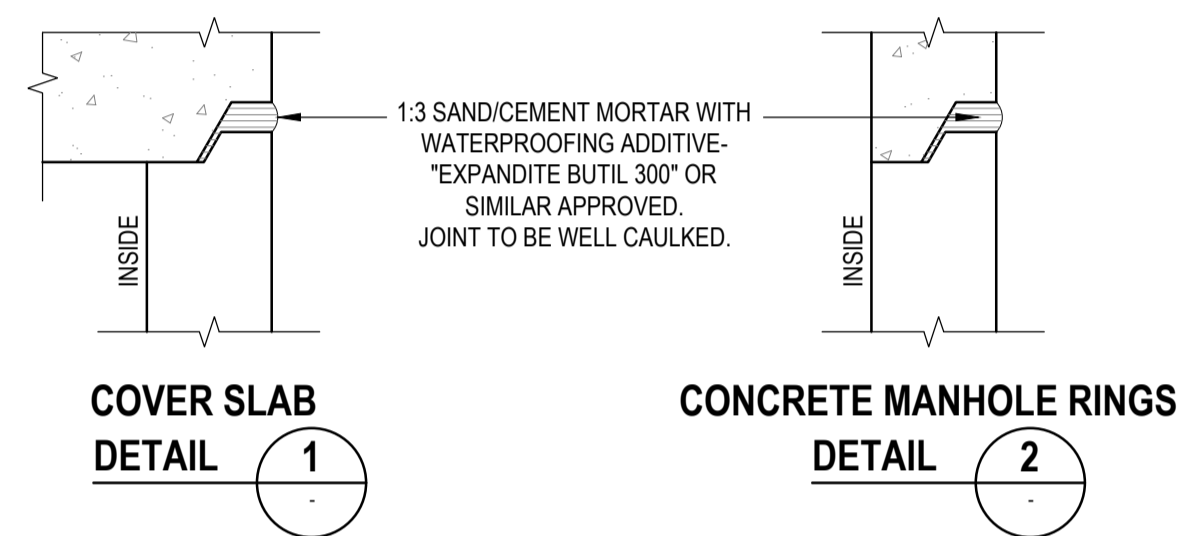 1:3 SAND/CEMENT MORTAR WITH
WATERPROOFING ADDITIVE-
"EXPANDITE BUTIL 300" OR
SIMILAR APPROVED.
JOINT TO BE WELL CAULKED.
INSIDE
INSIDE
COVER SLAB
DETAIL 1
-
CONCRETE MANHOLE RINGS
DETAIL 2
-